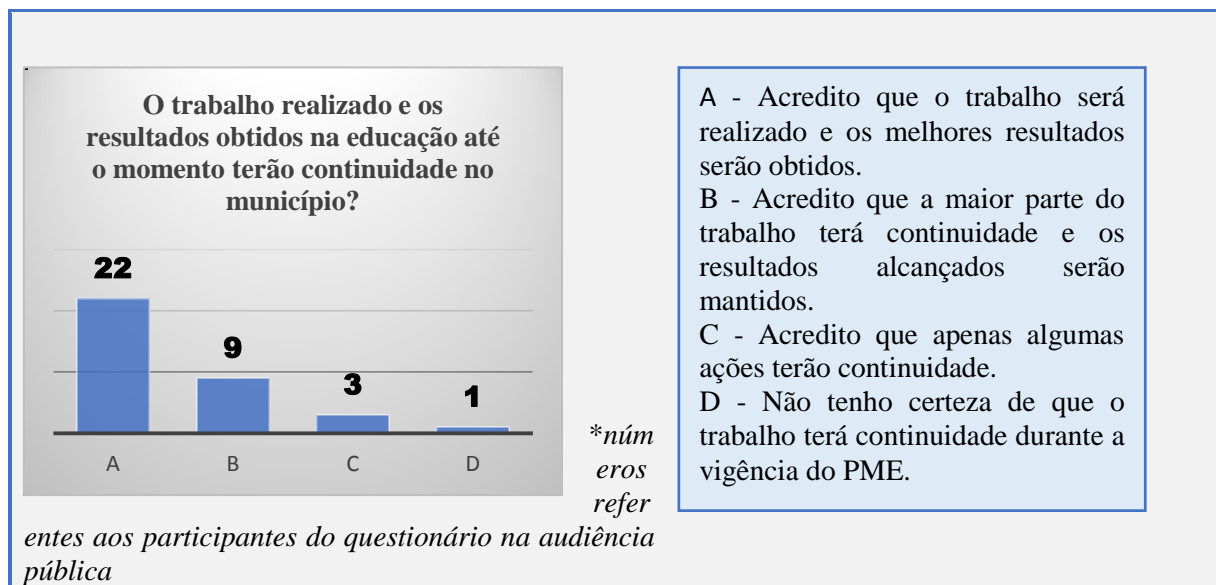 O trabalho realizado e os
resultados obtidos na educação até
o momento terão continuidade no
município?
22
9
3
1
A
B
C
D
*núm
eros
refer
entes aos participantes do questionário na audiência
pública
A - Acredito que o trabalho será
realizado e os melhores resultados
serão obtidos.
B - Acredito que a maior parte do
trabalho terá continuidade e os
resultados alcançados serão
mantidos.
C - Acredito que apenas algumas
ações terão continuidade.
D - Não tenho certeza de que o
trabalho terá continuidade durante a
vigência do PME.